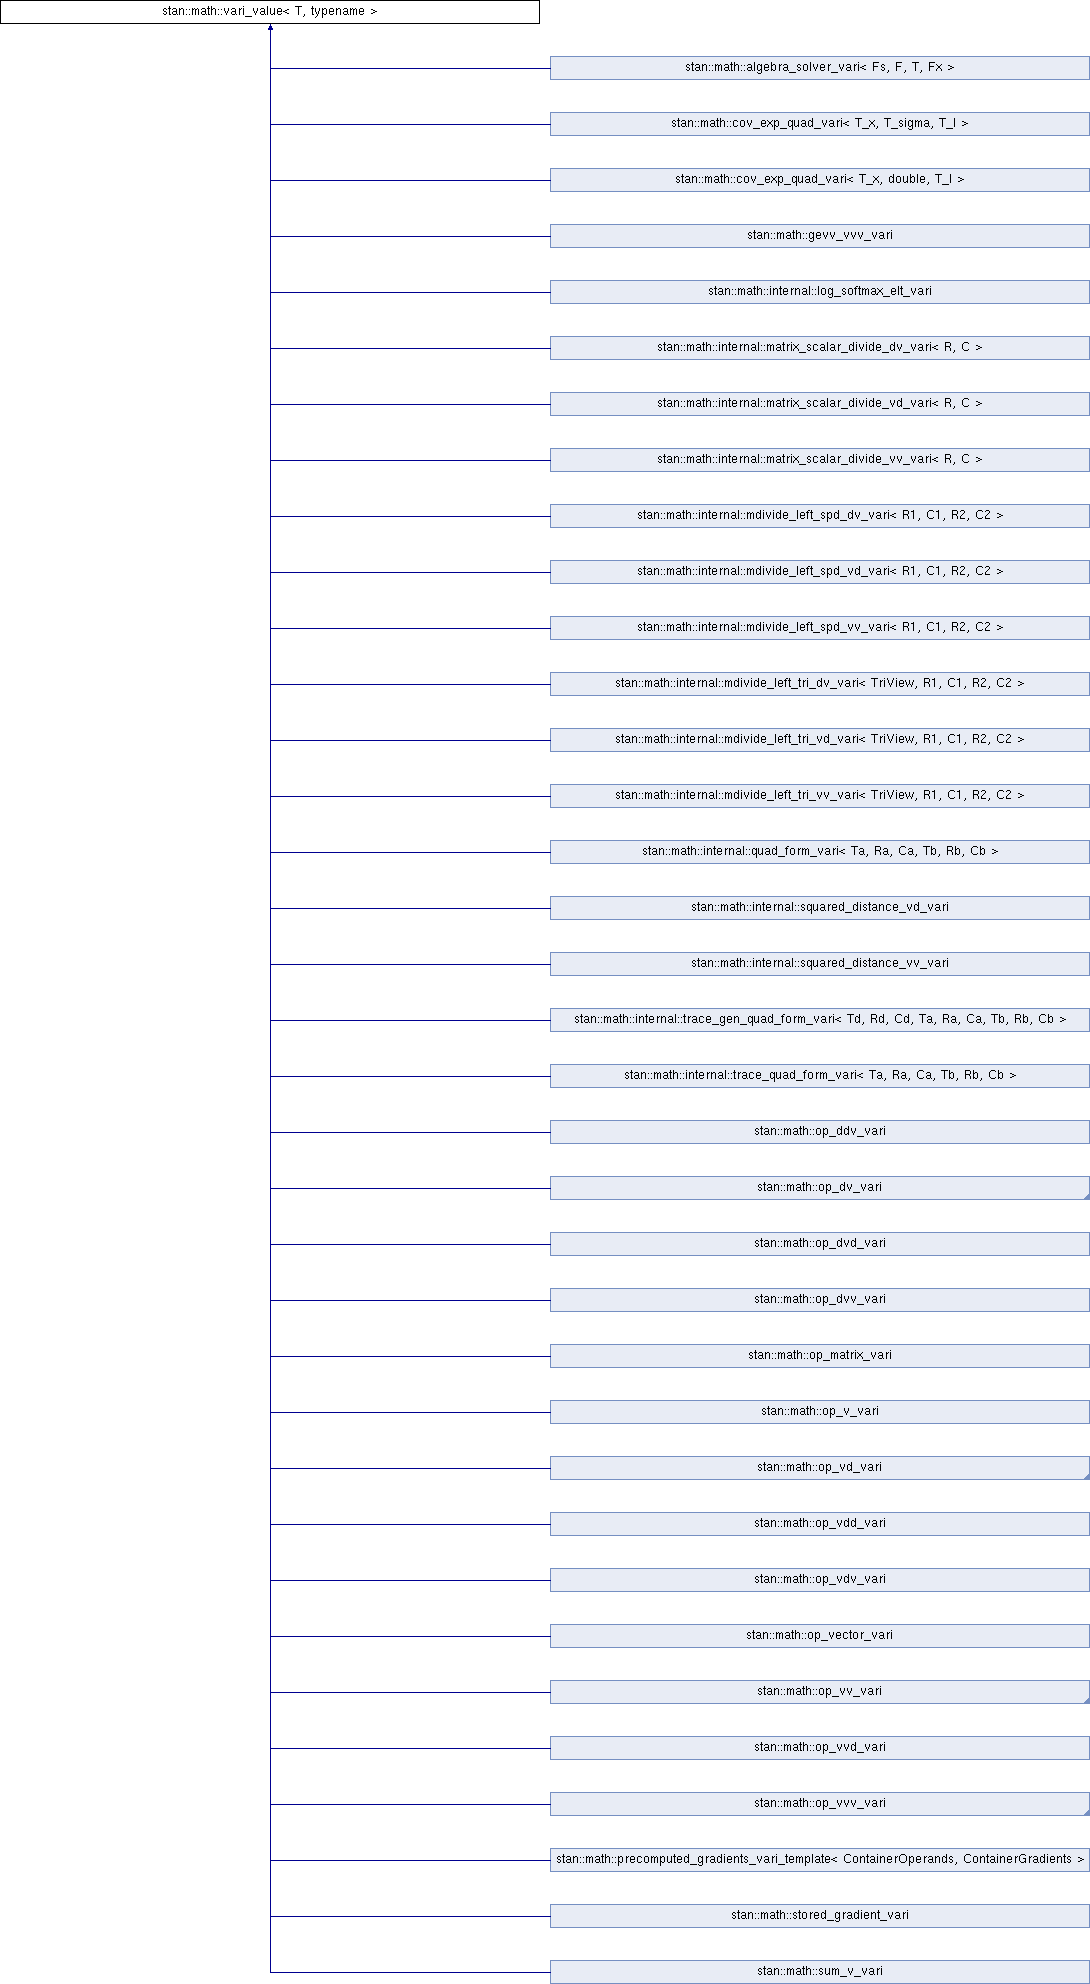 stan::math::vari_value< T, typename >
stan::math::algebra_solver_vari< Fs, F, T, Fx >
stan::math::cov_exp_quad_vari< T_x, T_sigma, T_l >
stan::math::cov_exp_quad_vari< T_x, double, T_l >
stan::math::gevv_vvv_vari
stan::math::internal::log_softmax_elt_vari
stan::math::internal::matrix_scalar_divide_dv_vari< R, C >
stan::math::internal::matrix_scalar_divide_vd_vari< R, C >
stan::math::internal::matrix_scalar_divide_vv_vari< R, C >
stan::math::internal::mdivide_left_spd_dv_vari< R1, C1, R2, C2 >
stan::math::internal::mdivide_left_spd_vd_vari< R1, C1, R2, C2 >
stan::math::internal::mdivide_left_spd_vv_vari< R1, C1, R2, C2 >
stan::math::internal::mdivide_left_tri_dv_vari< TriView, R1, C1, R2, C2 >
stan::math::internal::mdivide_left_tri_vd_vari< TriView, R1, C1, R2, C2 >
stan::math::internal::mdivide_left_tri_vv_vari< TriView, R1, C1, R2, C2 >
stan::math::internal::quad_form_vari< Ta, Ra, Ca, Tb, Rb, Cb >
stan::math::internal::squared_distance_vd_vari
stan::math::internal::squared_distance_vv_vari
stan::math::internal::trace_gen_quad_form_vari< Td, Rd, Cd, Ta, Ra, Ca, Tb, Rb, Cb >
stan::math::internal::trace_quad_form_vari< Ta, Ra, Ca, Tb, Rb, Cb >
stan::math::op_ddv_vari
stan::math::op_dv_vari
stan::math::op_dvd_vari
stan::math::op_dvv_vari
stan::math::op_matrix_vari
stan::math::op_v_vari
stan::math::op_vd_vari
stan::math::op_vdd_vari
stan::math::op_vdv_vari
stan::math::op_vector_vari
stan::math::op_vv_vari
stan::math::op_vvd_vari
stan::math::op_vvv_vari
stan::math::precomputed_gradients_vari_template< ContainerOperands, ContainerGradients >
stan::math::stored_gradient_vari
stan::math::sum_v_vari